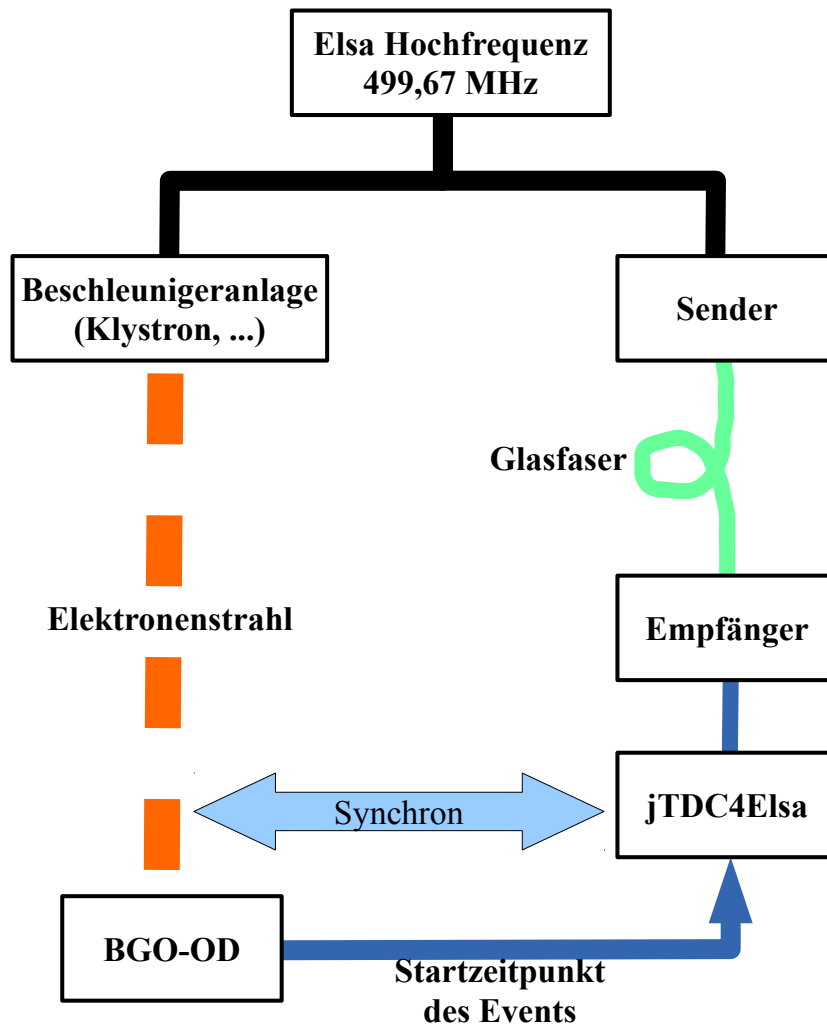 Elsa Hochfrequenz
499,67 MHz
Beschleunigeranlage
(Klystron, ...)
Sender
Glasfaser
Elektronenstrahl
Empfänger
Synchron
jTDC4Elsa
BGO-OD
Startzeitpunkt
des Events